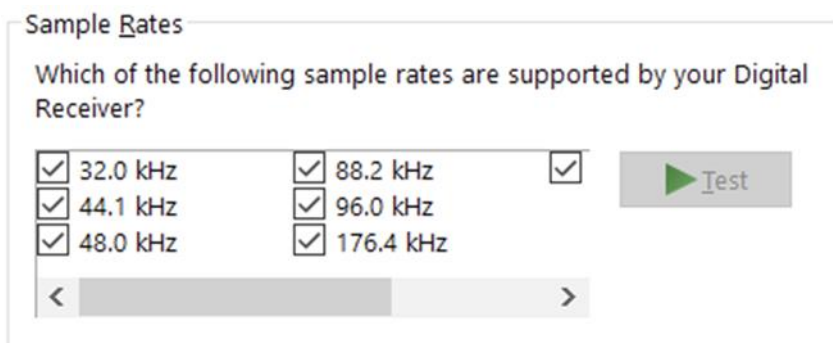 Sample Rates
Which of the following sample rates are supported by your Digital
Receiver?
32.0 kHz 88.2 kHz
44.1 kHz 96.0 kHz
48.0 kHz 176.4 kHz
Test